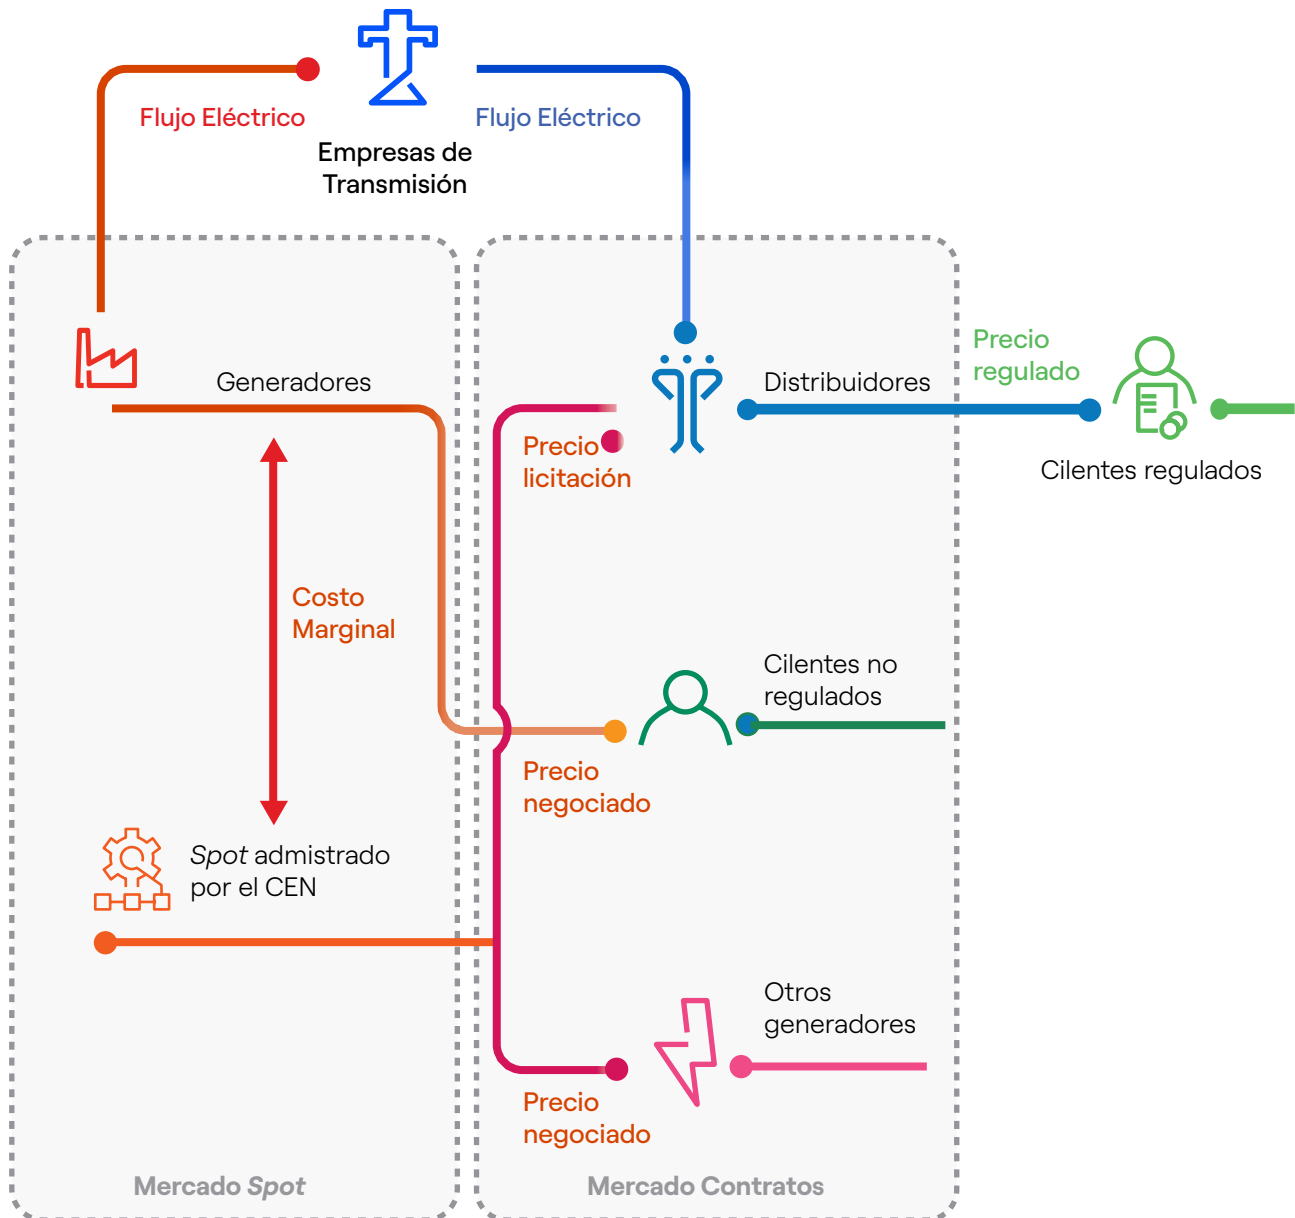 Flujo Eléctrico
Flujo Eléctrico
Empresas de
Transmisión
Generadores
Distribuidores
Precio
regulado
Precio
licitación
Cilentes regulados
Costo
Marginal
Cilentes no
regulados
Precio
negociado
Spot admistrado
por el CEN
Otros
generadores
Precio
negociado
Mercado Spot
Mercado Contratos